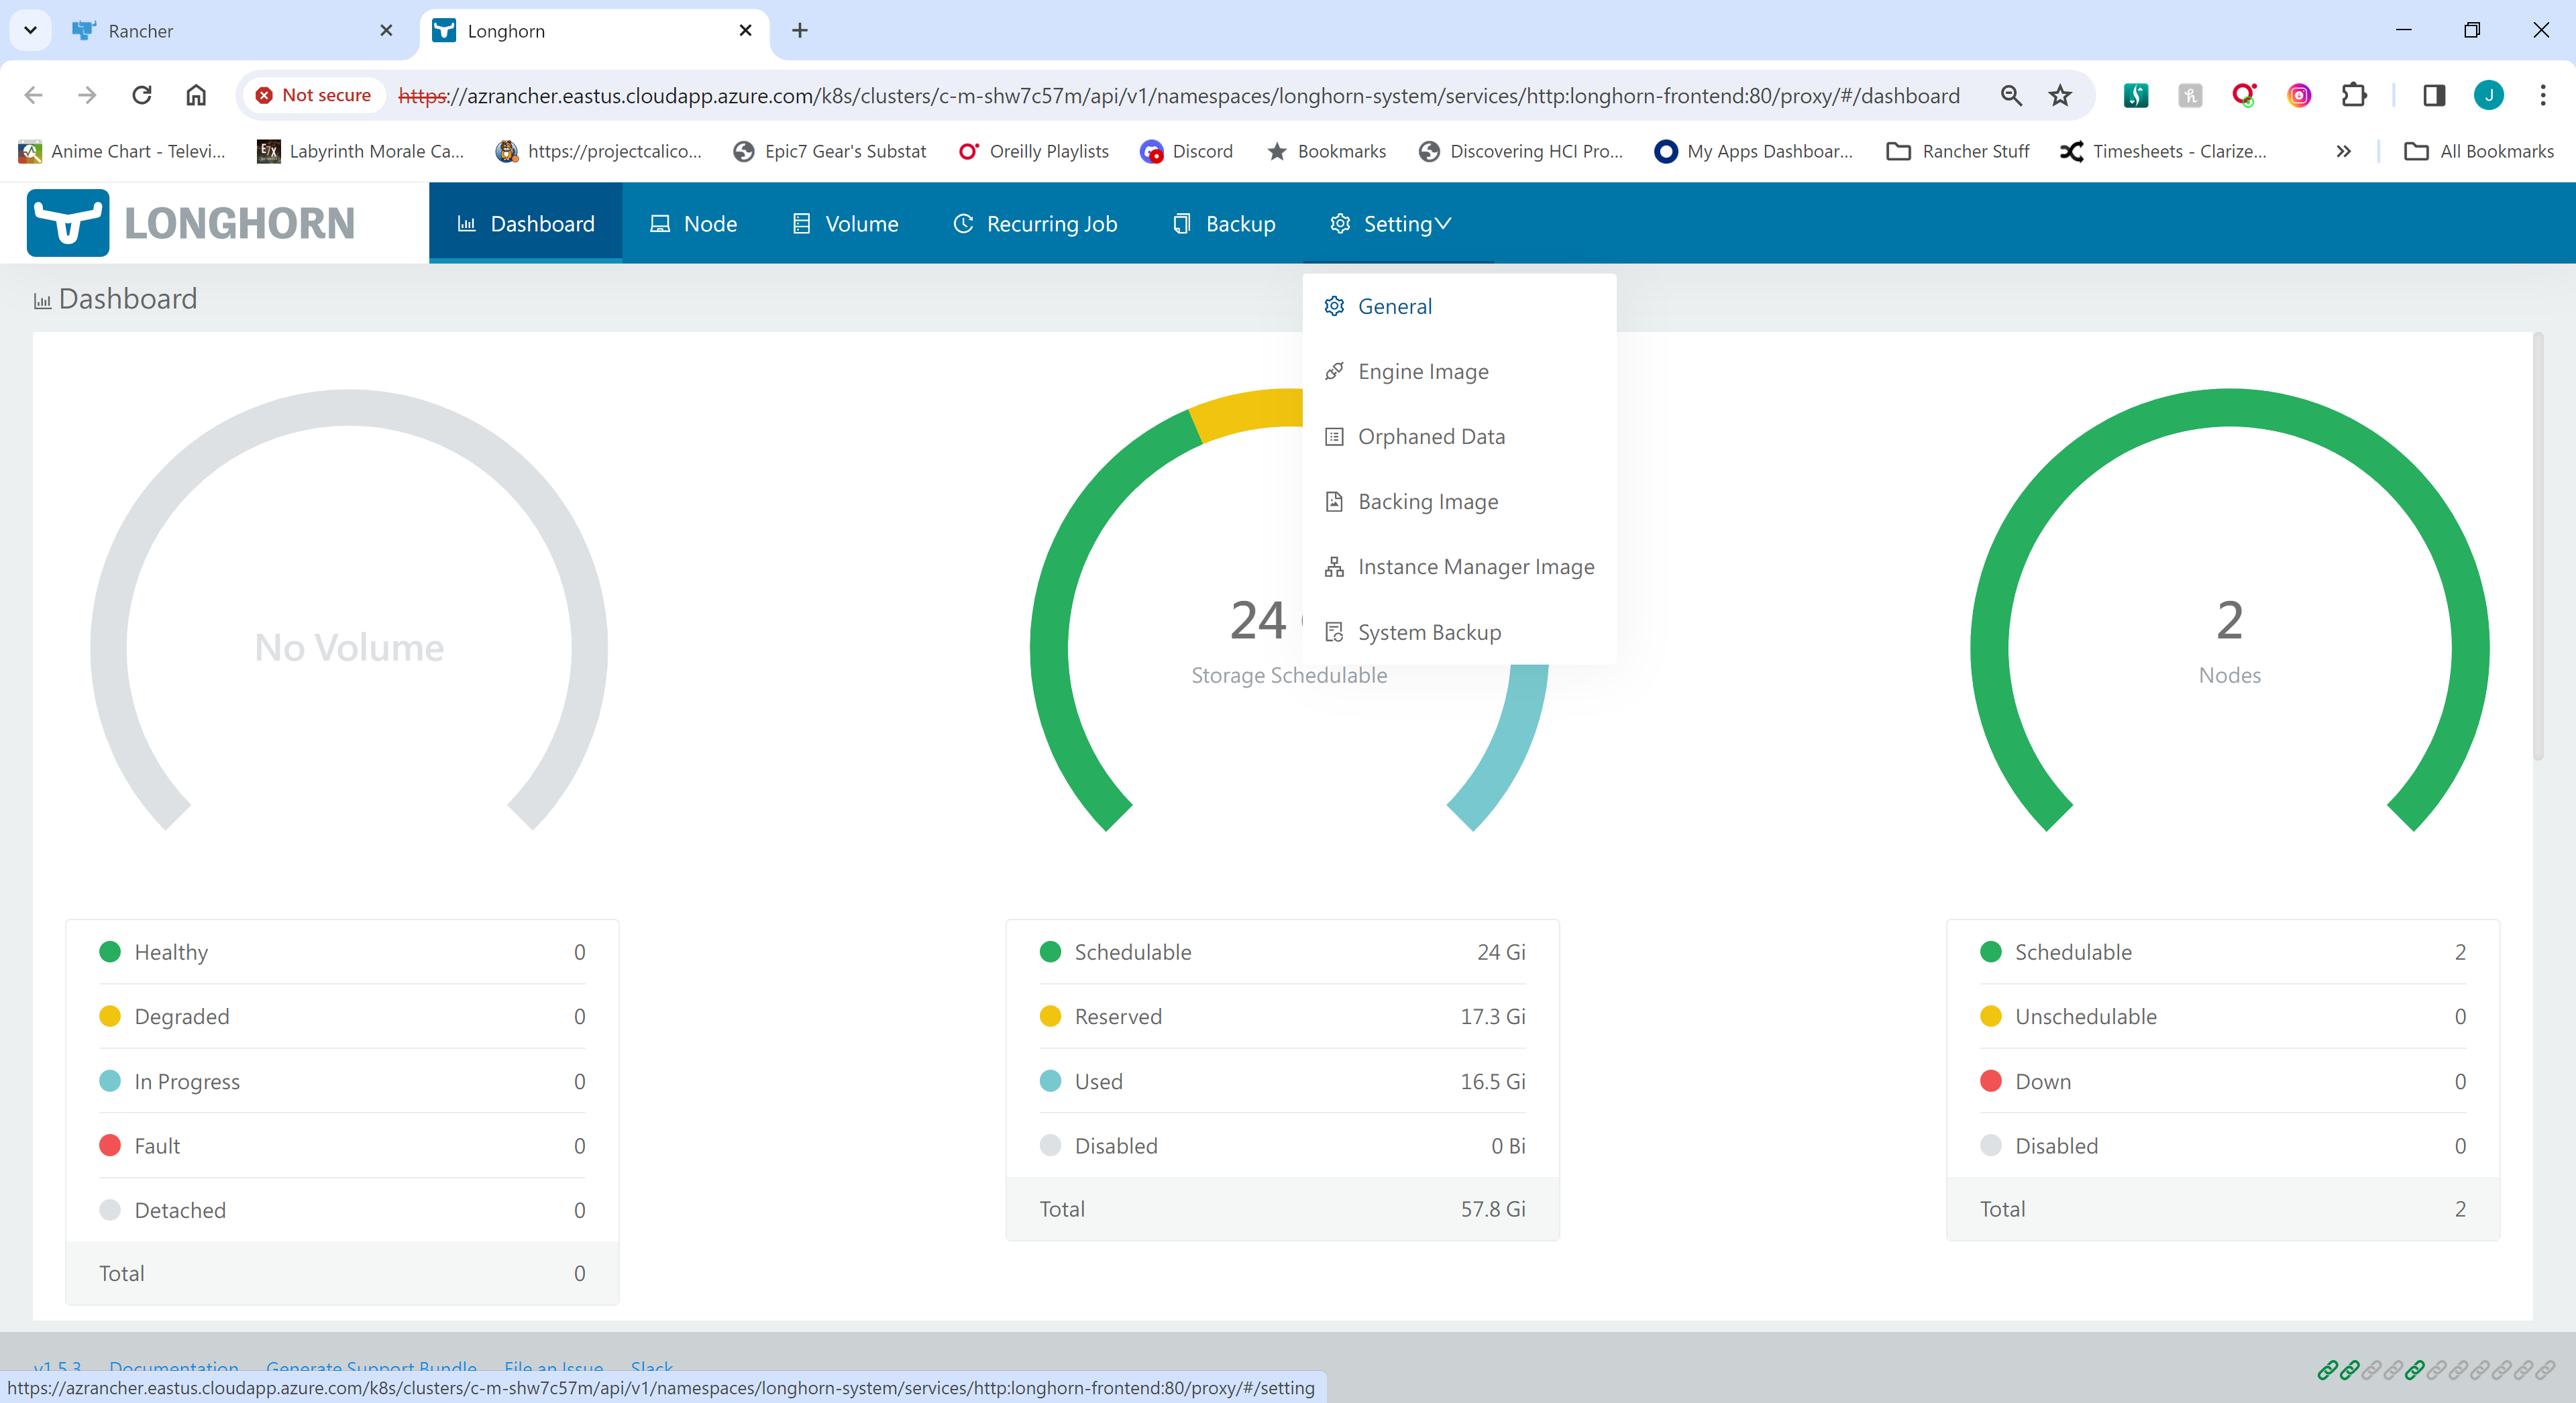 Rancher
Longhorn
Not secure
https://azrancher.eastus.cloudapp.azure.com/k8s/clusters/c-m-shw7c57m/api/v1/namespaces/longhorn-system/services/http:longhorn-frontend:80/proxy/#/dashboard
J
Anime Chart - Televi...
E7X
Labyrinth Morale Ca...
https://projectcalico...
Epic7 Gear's Substat
Oreilly Playlists
Discord
Bookmarks
Discovering HCI Pro...
My Apps Dashboar...
Rancher Stuff
Timesheets - Clarize...
All Bookmarks
LONGHORN
Dashboard
Node
Volume
Recurring Job
Backup
Setting
Dashboard
General
Engine Image
Orphaned Data
Backing Image
Instance Manager Image
System Backup
No Volume
24
Storage Schedulable
2
Nodes
Healthy 0
Degraded 0
In Progress 0
Fault 0
Detached 0
Total 0
Schedulable 24 Gi
Reserved 17.3 Gi
Used 16.5 Gi
Disabled 0 Bi
Total 57.8 Gi
Schedulable 2
Unschedulable 0
Down 0
Disabled 0
Total 2
v1.5.3 Documentation Generate Support Bundle File an Issue Slack
https://azrancher.eastus.cloudapp.azure.com/k8s/clusters/c-m-shw7c57m/api/v1/namespaces/longhorn-system/services/http:longhorn-frontend:80/proxy/#/setting